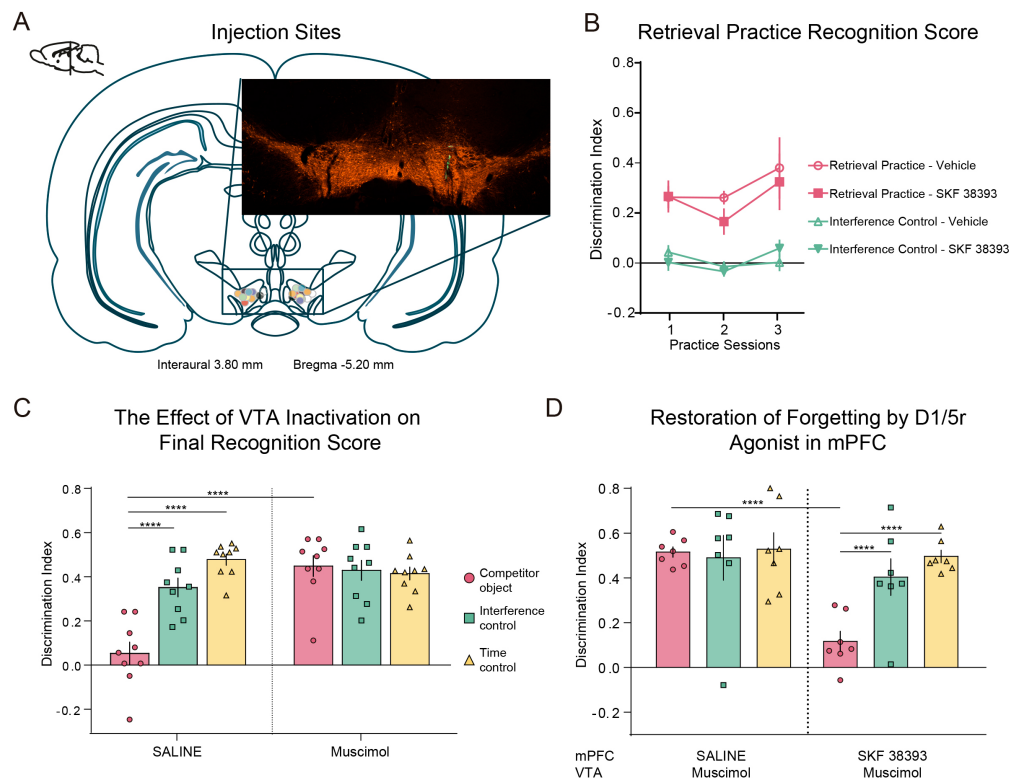 A
Injection Sites
Interaural 3.80 mm
Bregma -5.20 mm
B
Retrieval Practice Recognition Score
Discrimination Index
0.8
0.6
0.4
0.2
0.0
-0.2
1
2
3
Practice Sessions
Retrieval Practice - Vehicle
Retrieval Practice - SKF 38393
Interference Control - Vehicle
Interference Control - SKF 38393
C
The Effect of VTA Inactivation on
Final Recognition Score
Discrimination Index
0.8
0.6
0.4
0.2
0.0
-0.2
****
****
****
SALINE
Muscimol
Competitor
object
Interference
control
Time
control
D
Restoration of Forgetting by D1/5r
Agonist in mPFC
Discrimination Index
0.8
0.6
0.4
0.2
0.0
-0.2
****
****
****
mPFC SALINE SKF 38393
VTA Muscimol Muscimol